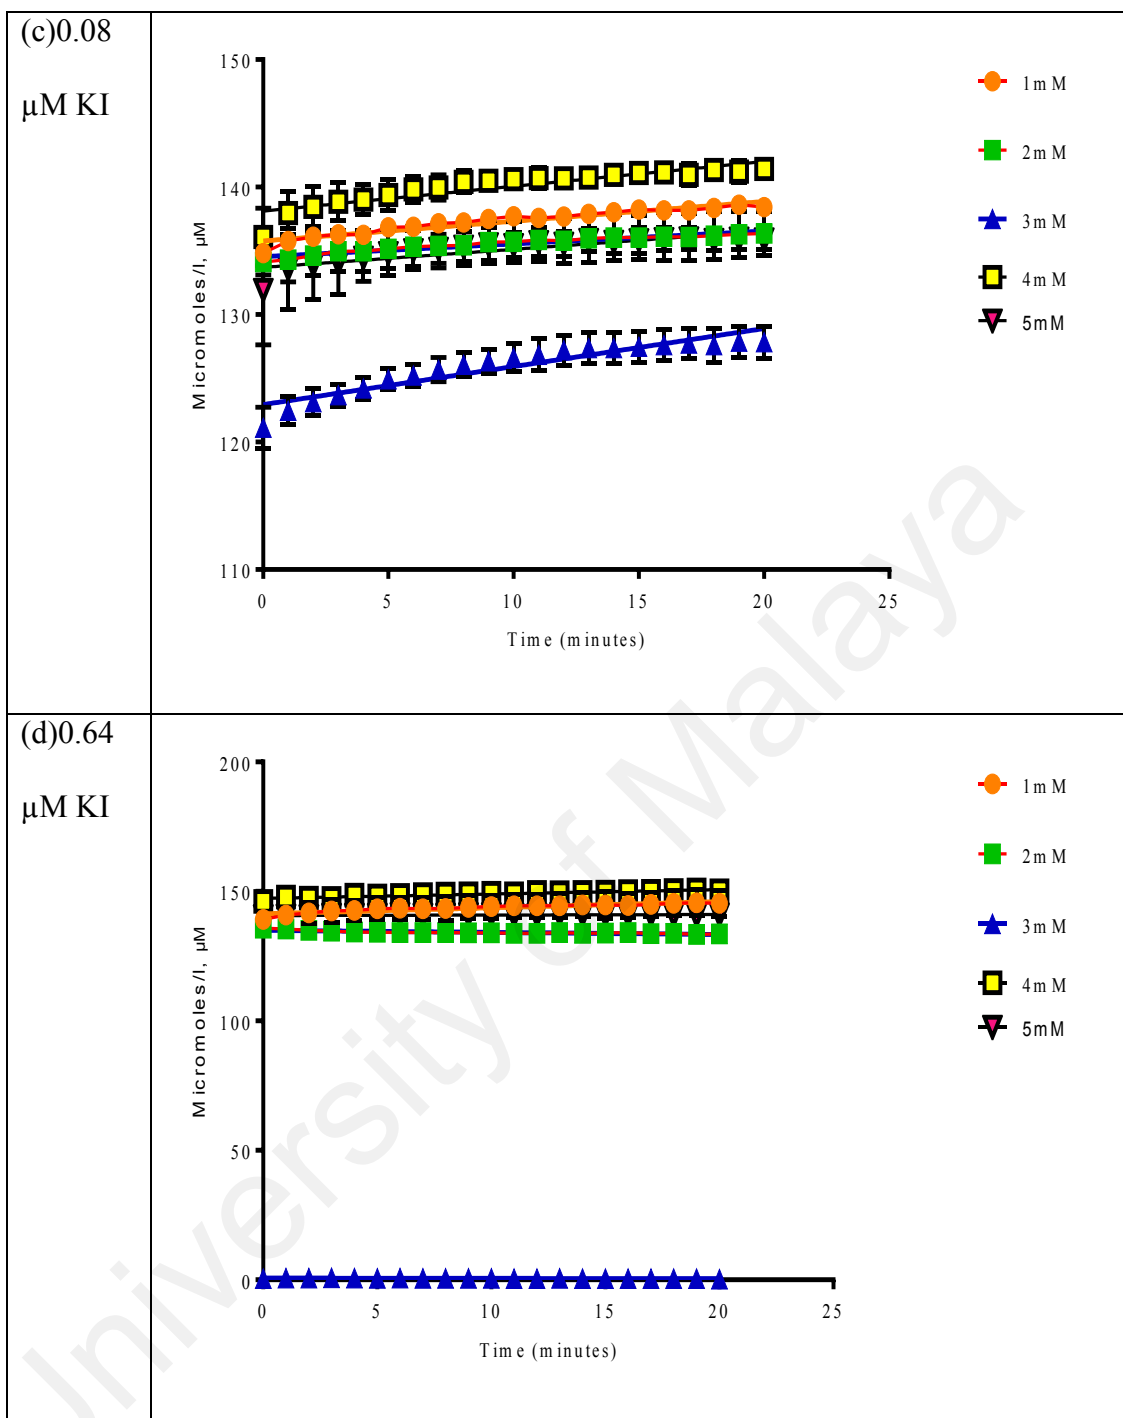 (c)0.08
µM KI
150
140
130
120
110
0 5 10 15 20 25
Micromoles/l, µM
Time (minutes)
1mM
2mM
3mM
4mM
5mM
(d)0.64
µM KI
200
150
100
50
0
0 5 10 15 20 25
Micromoles/l, µM
Time (minutes)
1mM
2mM
3mM
4mM
5mM
University of Malaya